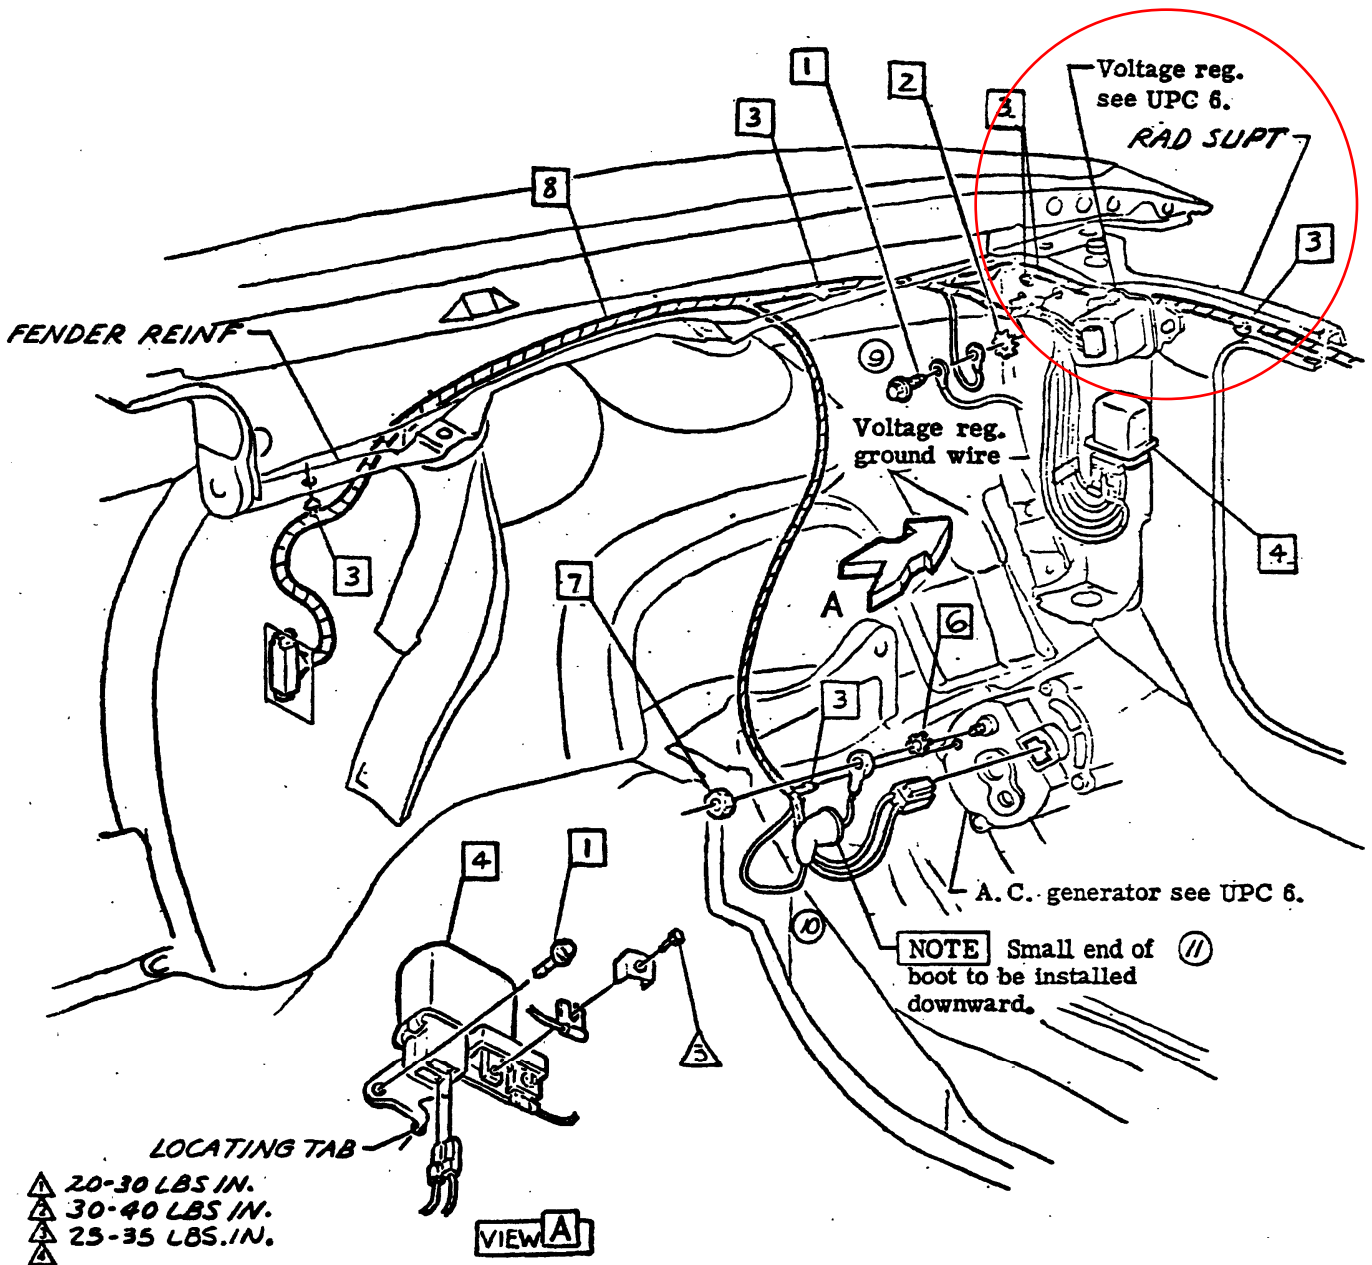 1
2
3
3
Voltage reg.
see UPC 6.
RAD SUPT
8
3
FENDER REINF
9
Voltage reg.
ground wire
4
3
7
A
6
3
4
1
A.C. generator see UPC 6.
10
NOTE Small end of 11
boot to be installed
downward.
3
LOCATING TAB
1 20-30 LBS IN.
2 30-40 LBS IN.
3 25-35 LBS.IN.
4
VIEW A